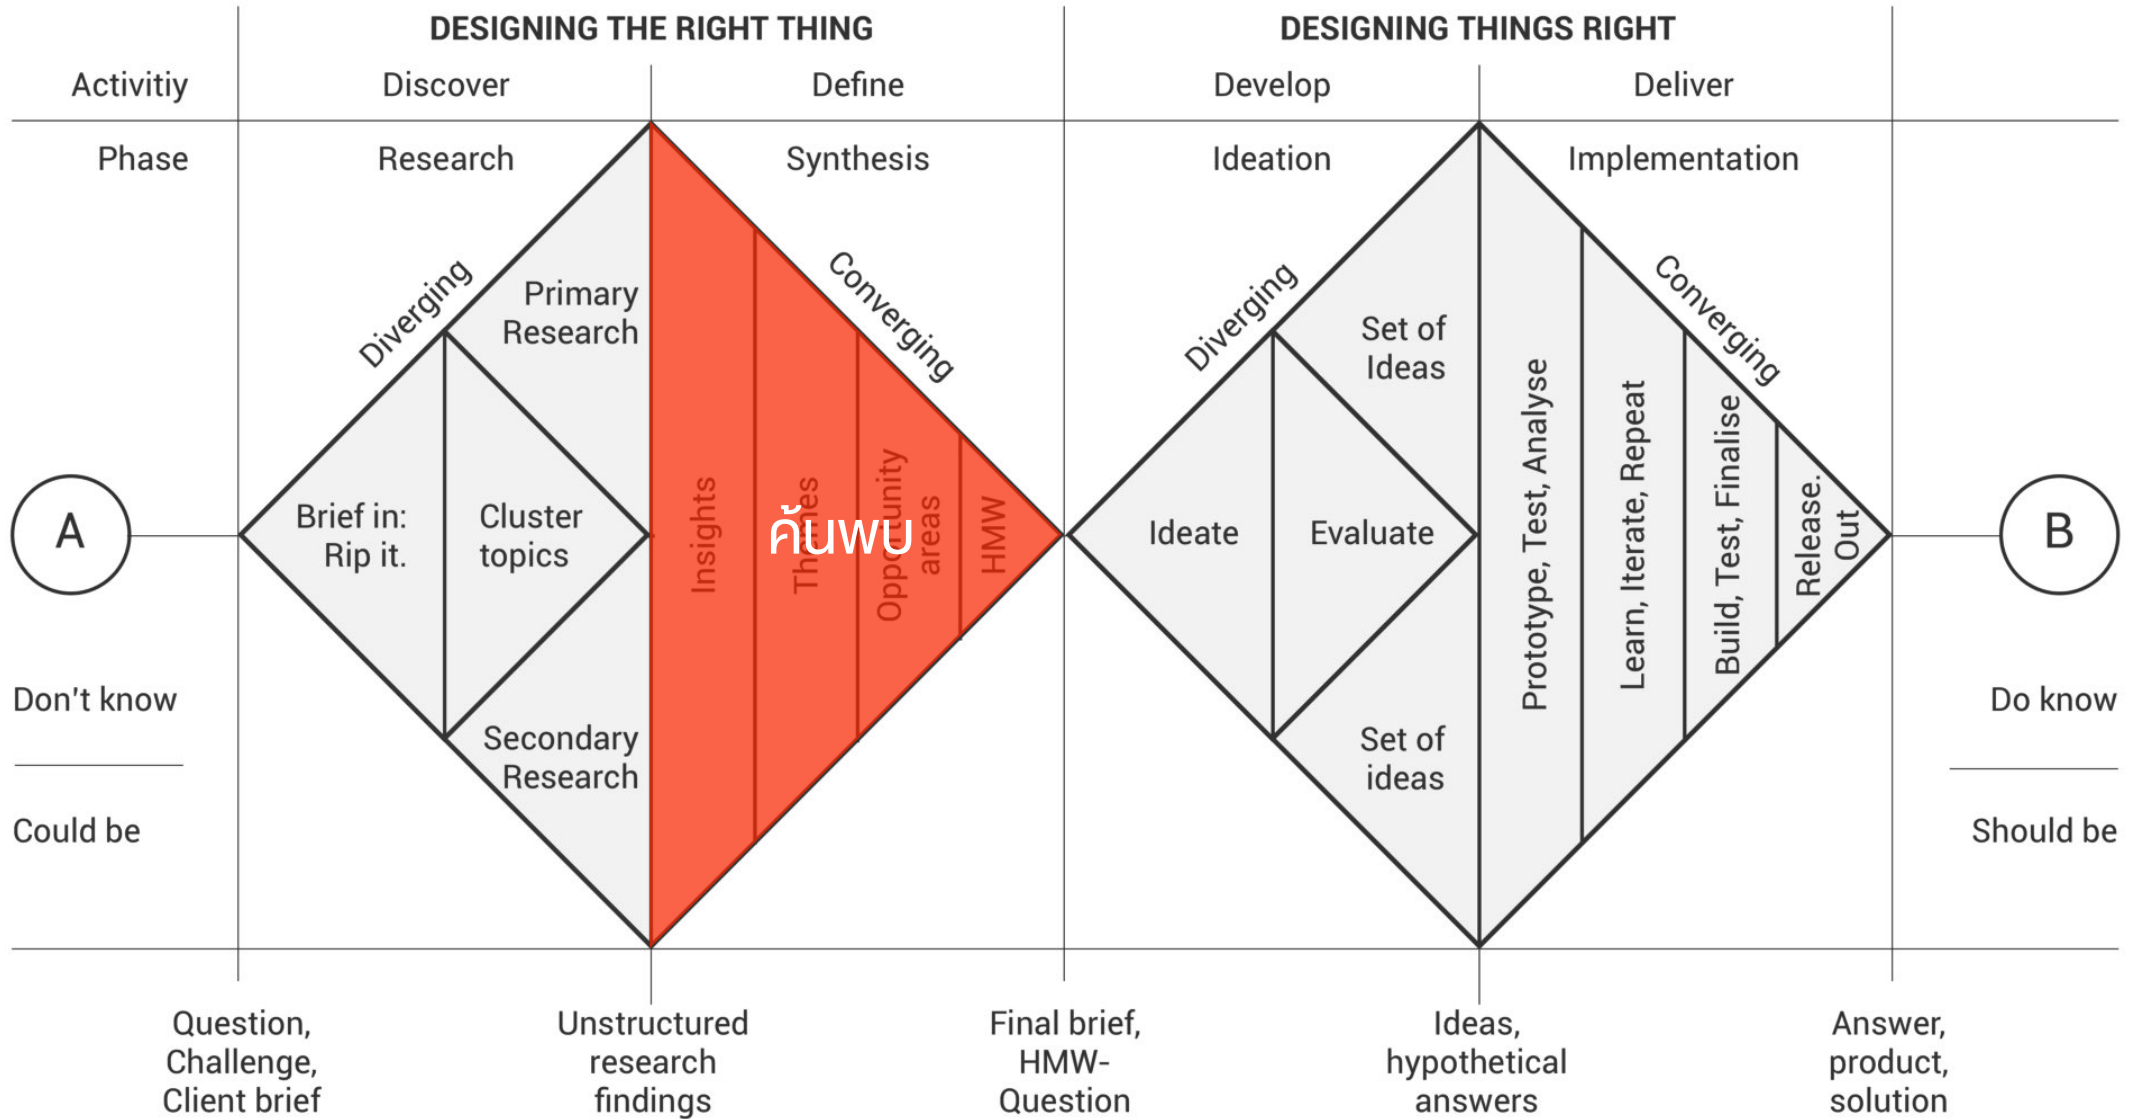 DESIGNING THE RIGHT THING
DESIGNING THINGS RIGHT
Activitiy
Discover
Define
Develop
Deliver
Phase
Research
Synthesis
Ideation
Implementation
Diverging
Converging
Diverging
Converging
Primary
Research
Brief in:
Rip it.
Cluster
topics
Secondary
Research
Insights
Themes
Opportunity
areas
HMW
ค้นพบ
Set of
Ideas
Ideate
Evaluate
Set of
ideas
Prototype, Test, Analyse
Learn, Iterate, Repeat
Build, Test, Finalise
Release.
Out
A
B
Don't know
Could be
Do know
Should be
Question,
Challenge,
Client brief
Unstructured
research
findings
Final brief,
HMW-
Question
Ideas,
hypothetical
answers
Answer,
product,
solution